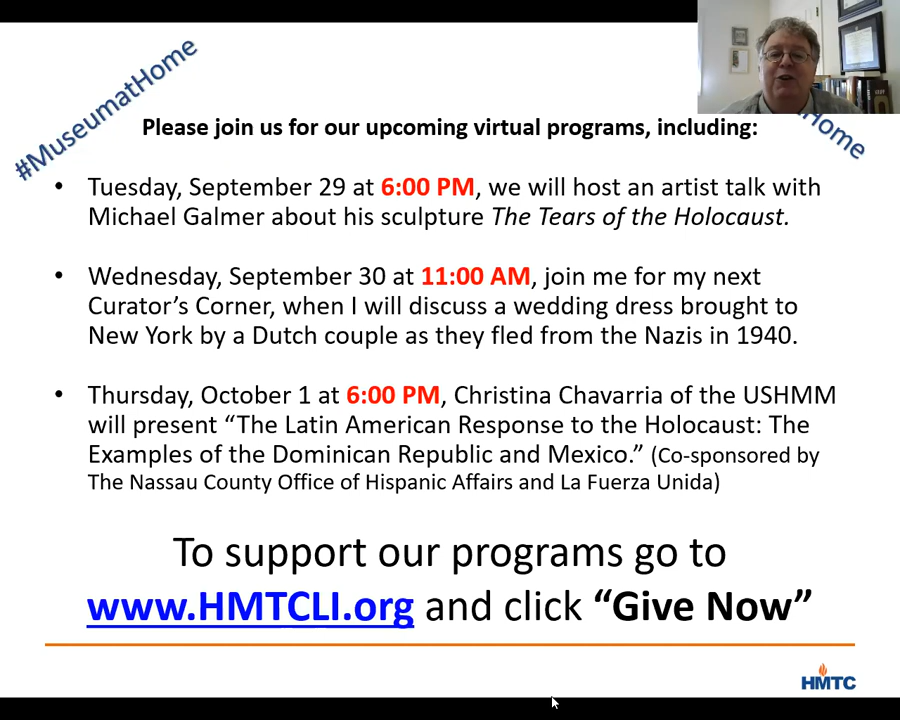 #MuseumatHome
Home
Please join us for our upcoming virtual programs, including:
• Tuesday, September 29 at 6:00 PM, we will host an artist talk with
Michael Galmer about his sculpture The Tears of the Holocaust.
• Wednesday, September 30 at 11:00 AM, join me for my next
Curator’s Corner, when I will discuss a wedding dress brought to
New York by a Dutch couple as they fled from the Nazis in 1940.
• Thursday, October 1 at 6:00 PM, Christina Chavarria of the USHMM
will present “The Latin American Response to the Holocaust: The
Examples of the Dominican Republic and Mexico.” (Co-sponsored by
The Nassau County Office of Hispanic Affairs and La Fuerza Unida)
To support our programs go to
www.HMTCLI.org and click “Give Now”
HMTC